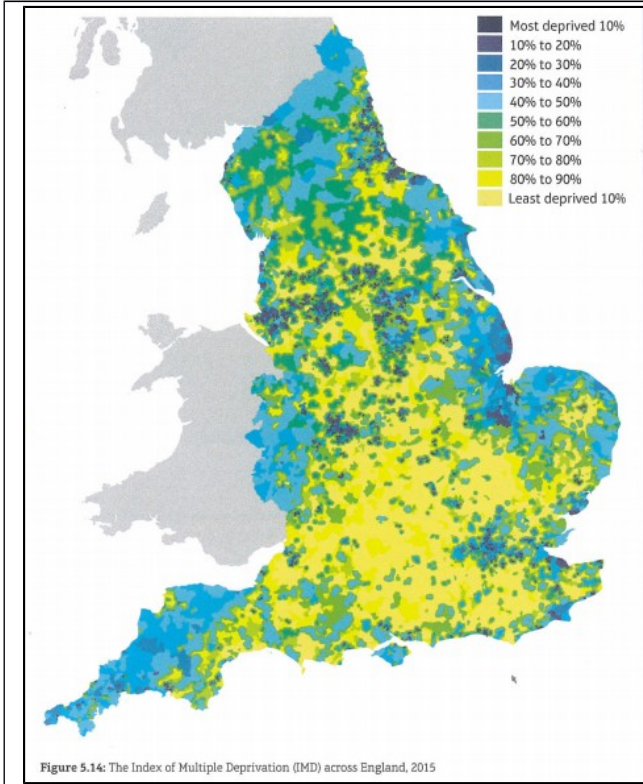 Most deprived 10%
10% to 20%
20% to 30%
30% to 40%
40% to 50%
50% to 60%
60% to 70%
70% to 80%
80% to 90%
Least deprived 10%
Figure 5.14: The Index of Multiple Deprivation (IMD) across England, 2015